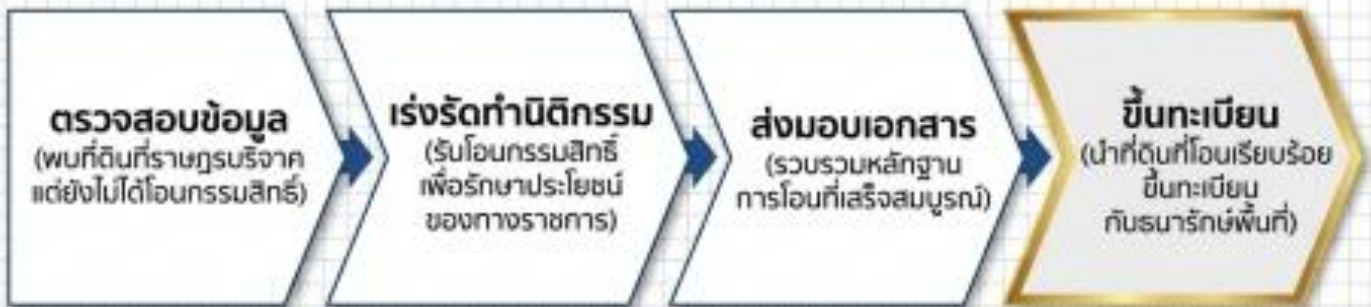 ตรวจสอบข้อมูล
(พบที่ดินที่ราษฎรบริจาค
แต่ยังไม่ได้โอนกรรมสิทธิ์)
เร่งรัดทำนิติกรรม
(รับโอนกรรมสิทธิ์
เพื่อรักษาประโยชน์
ของทางราชการ)
ส่งมอบเอกสาร
(รวบรวมหลักฐาน
การโอนที่เสร็จสมบูรณ์)
ขึ้นทะเบียน
(นำที่ดินที่โอนเรียบร้อย
ขึ้นทะเบียน
กับธนารักษ์พื้นที่)